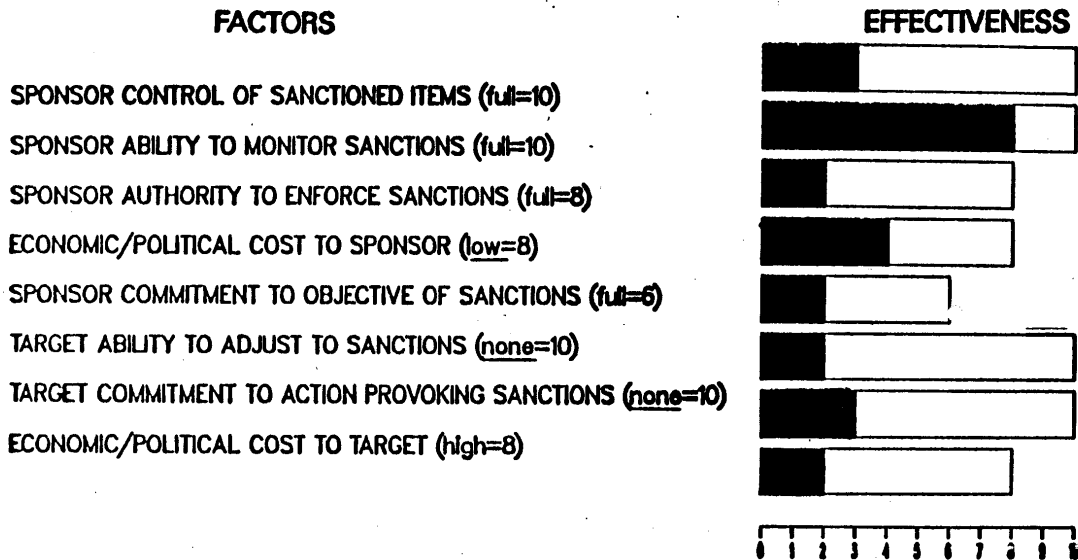 FACTORS EFFECTIVENESS
SPONSOR CONTROL OF SANCTIONED ITEMS (full=10)
SPONSOR ABILITY TO MONITOR SANCTIONS (full=10)
SPONSOR AUTHORITY TO ENFORCE SANCTIONS (full=8)
ECONOMIC/POLITICAL COST TO SPONSOR (low=8)
SPONSOR COMMITMENT TO OBJECTIVE OF SANCTIONS (full=6)
TARGET ABILITY TO ADJUST TO SANCTIONS (none=10)
TARGET COMMITMENT TO ACTION PROVOKING SANCTIONS (none=10)
ECONOMIC/POLITICAL COST TO TARGET (high=8)
0 1 2 3 4 5 6 7 8 9 10